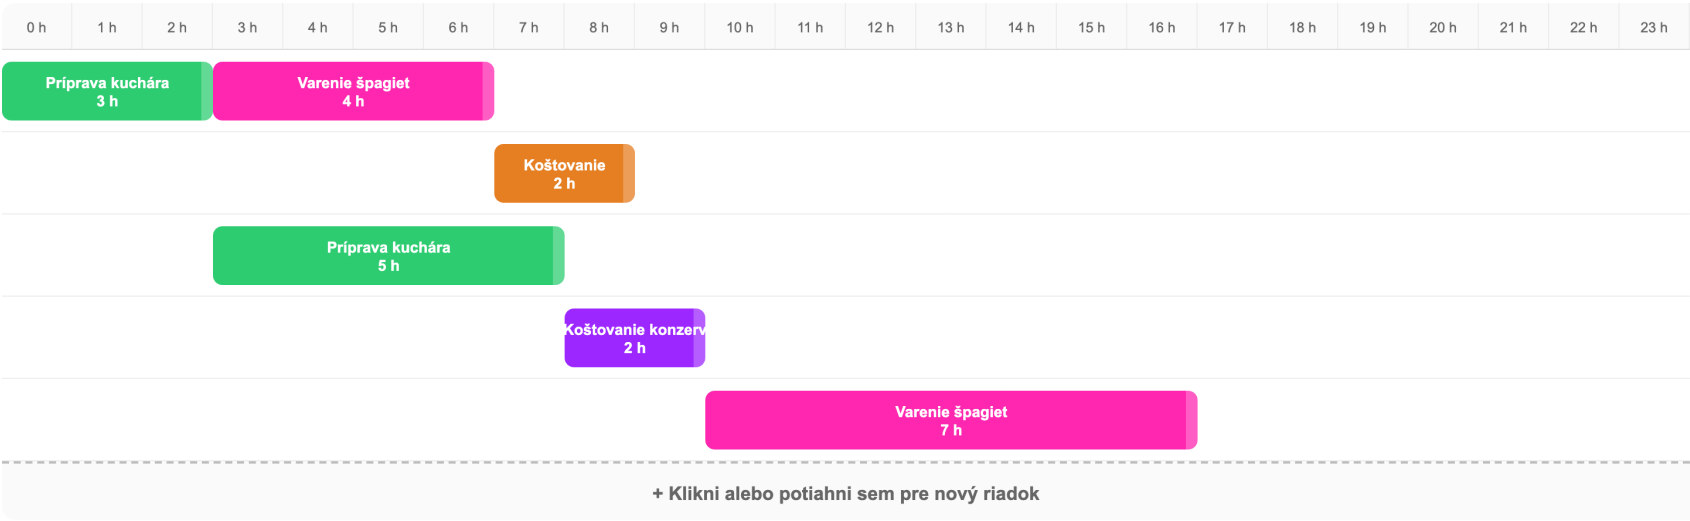 0 h 1 h 2 h 3 h 4 h 5 h 6 h 7 h 8 h 9 h 10 h 11 h 12 h 13 h 14 h 15 h 16 h 17 h 18 h 19 h 20 h 21 h 22 h 23 h
Príprava kuchára
3 h
Varenie špagiet
4 h
Koštovanie
2 h
Príprava kuchára
5 h
Koštovanie konzerv
2 h
Varenie špagiet
7 h
+ Klikni alebo potiahni sem pre nový riadok